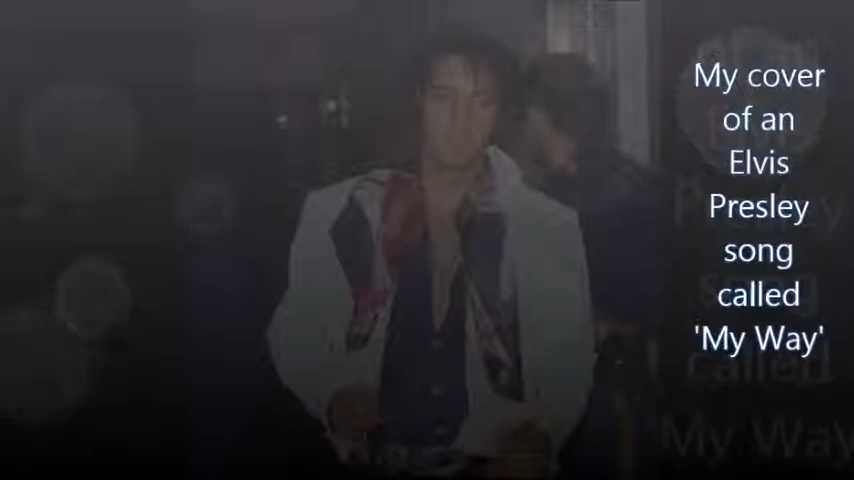 My cover
of an
Elvis
Presley
song
called
'My Way'